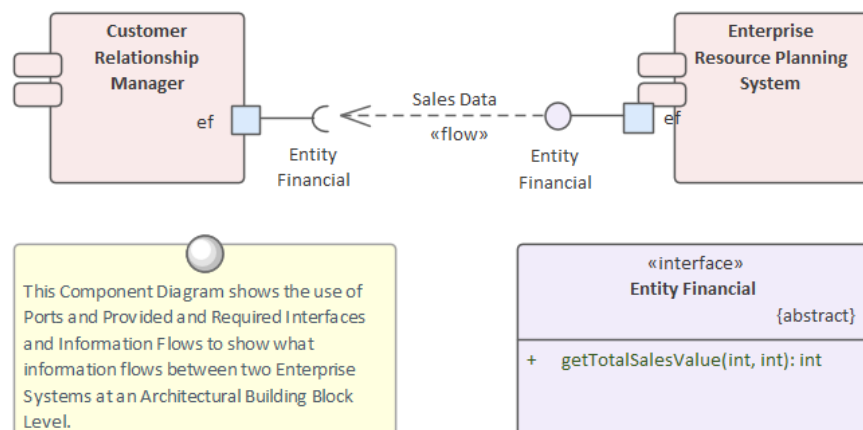 Customer
Relationship
Manager
ef
Entity
Financial
Sales Data
«flow»
Entity
Financial
Enterprise
Resource Planning
System
ef
This Component Diagram shows the use of
Ports and Provided and Required Interfaces
and Information Flows to show what
information flows between two Enterprise
Systems at an Architectural Building Block
Level.
«interface»
Entity Financial
{abstract}
+ getTotalSalesValue(int, int): int